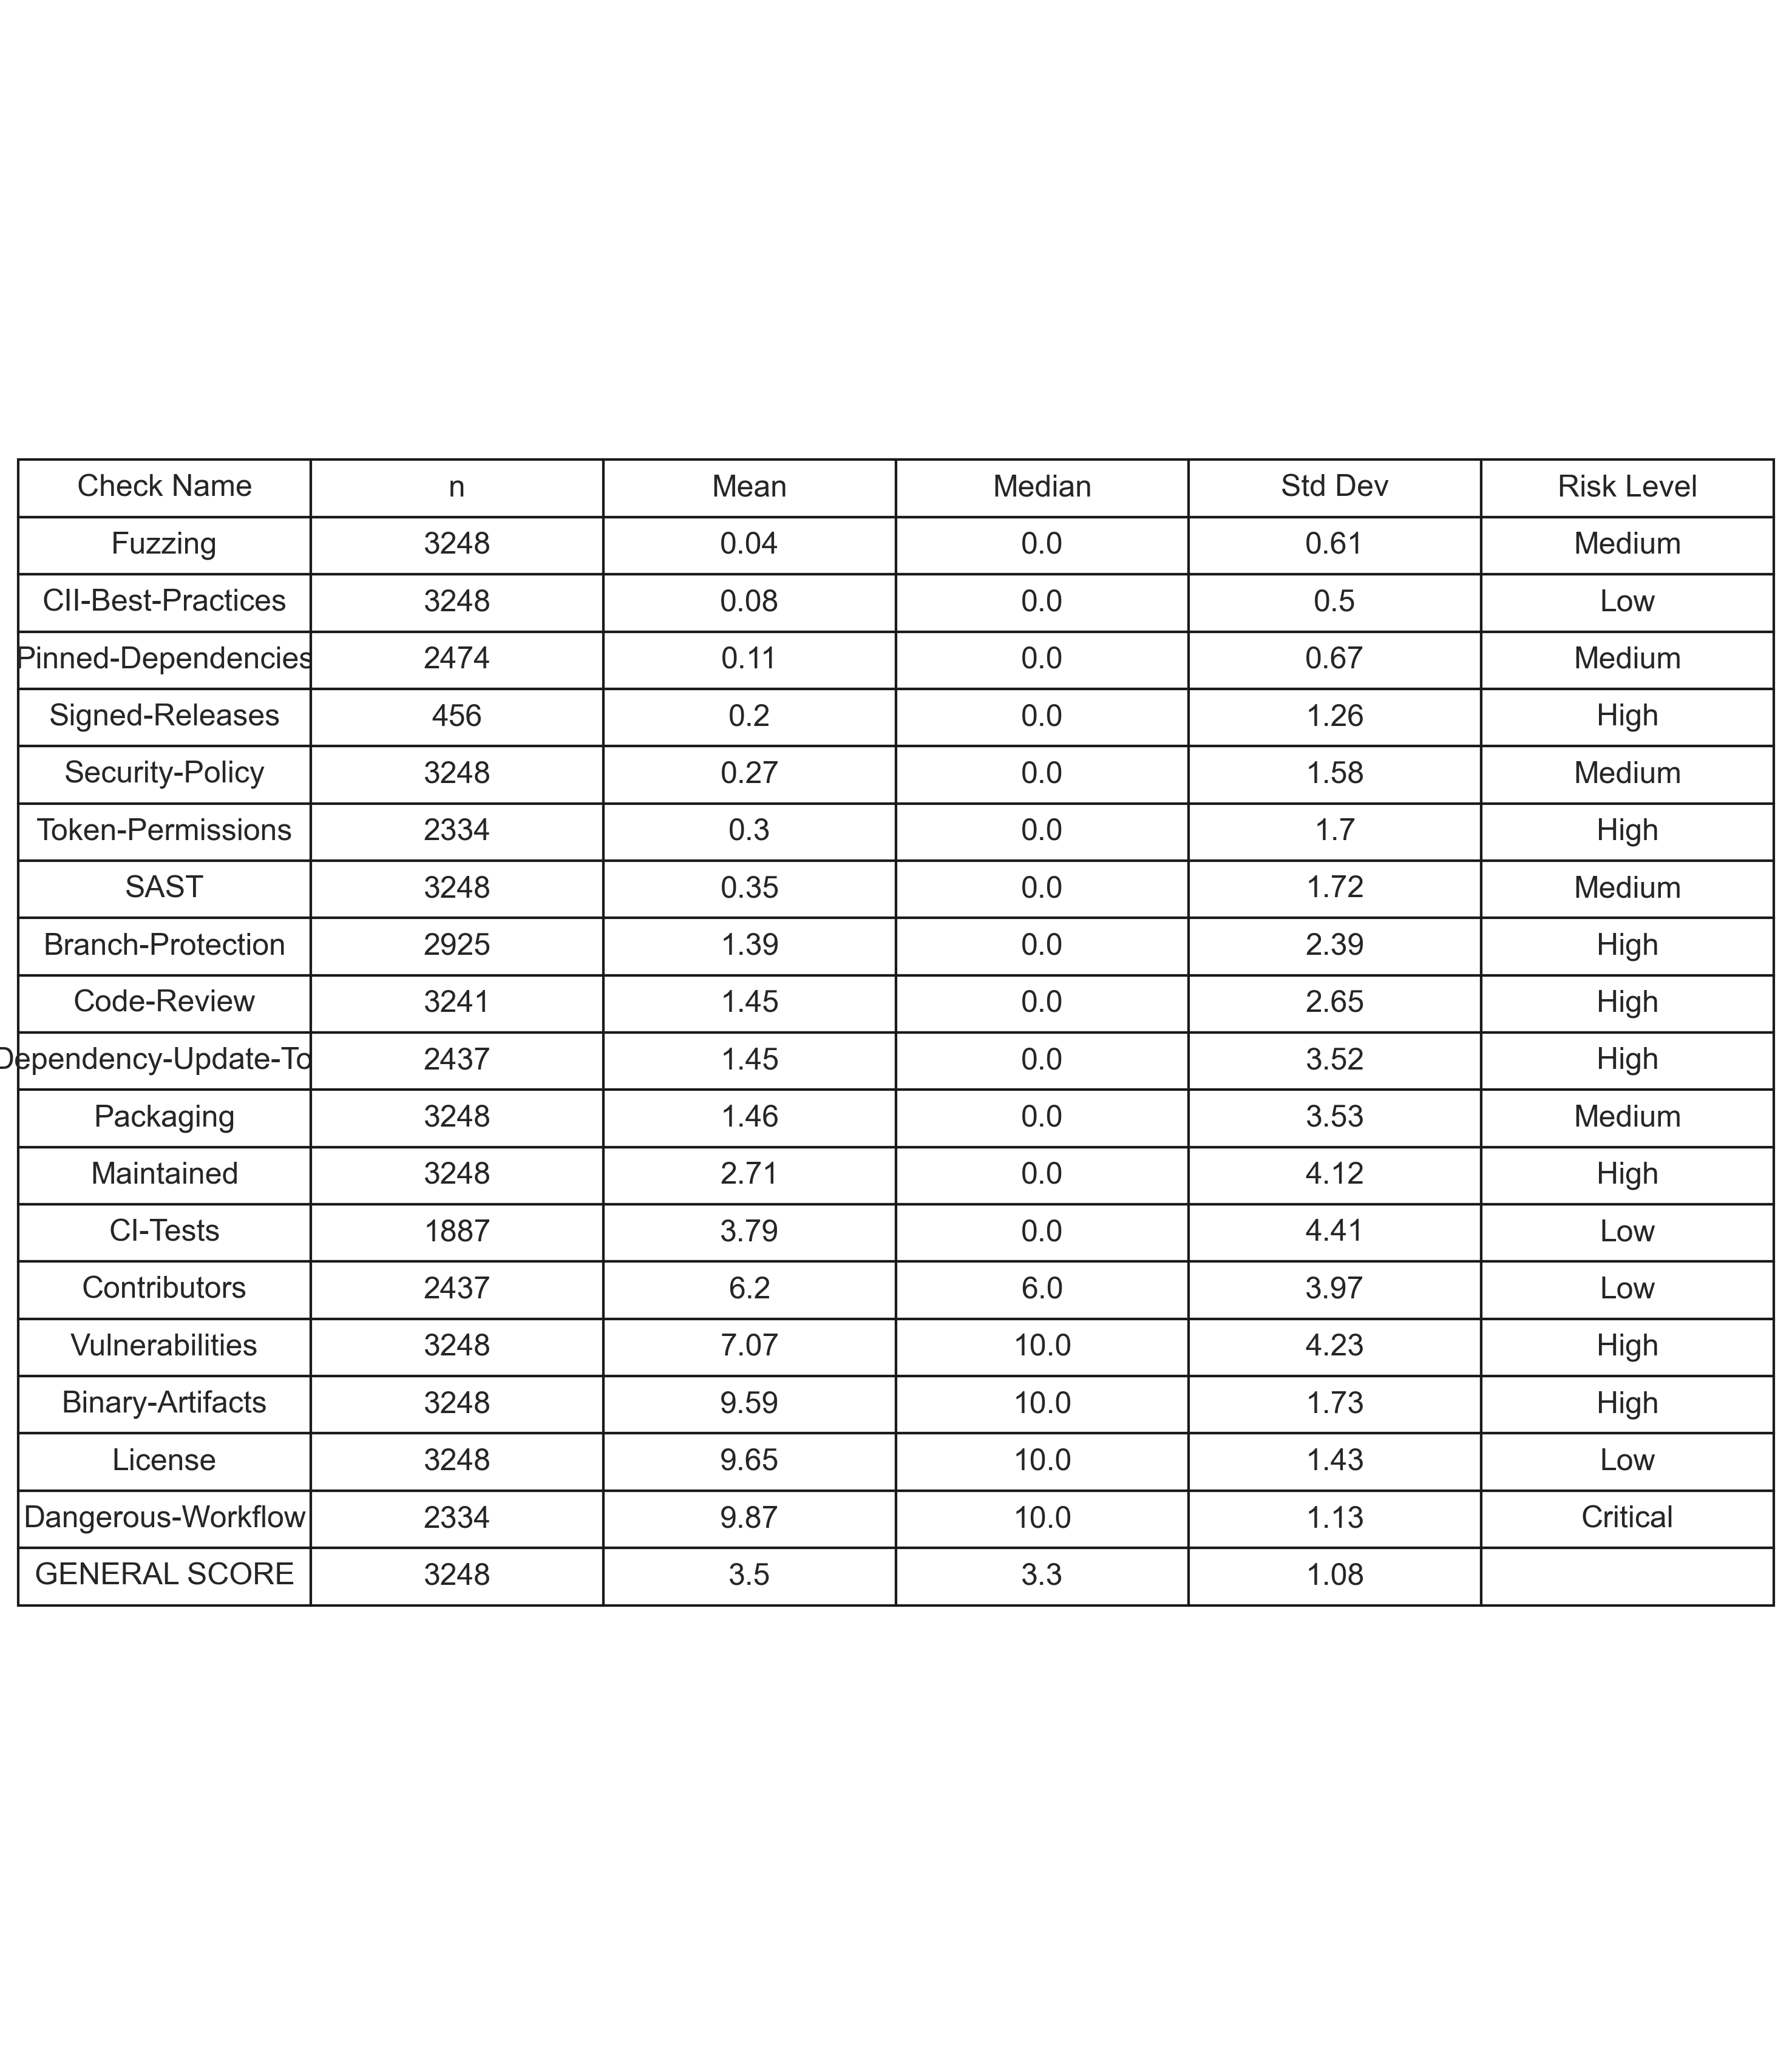 Check Name n Mean Median Std Dev Risk Level
Fuzzing 3248 0.04 0.0 0.61 Medium
CII-Best-Practices 3248 0.08 0.0 0.5 Low
Pinned-Dependencies 2474 0.11 0.0 0.67 Medium
Signed-Releases 456 0.2 0.0 1.26 High
Security-Policy 3248 0.27 0.0 1.58 Medium
Token-Permissions 2334 0.3 0.0 1.7 High
SAST 3248 0.35 0.0 1.72 Medium
Branch-Protection 2925 1.39 0.0 2.39 High
Code-Review 3241 1.45 0.0 2.65 High
Dependency-Update-To 2437 1.45 0.0 3.52 High
Packaging 3248 1.46 0.0 3.53 Medium
Maintained 3248 2.71 0.0 4.12 High
CI-Tests 1887 3.79 0.0 4.41 Low
Contributors 2437 6.2 6.0 3.97 Low
Vulnerabilities 3248 7.07 10.0 4.23 High
Binary-Artifacts 3248 9.59 10.0 1.73 High
License 3248 9.65 10.0 1.43 Low
Dangerous-Workflow 2334 9.87 10.0 1.13 Critical
GENERAL SCORE 3248 3.5 3.3 1.08